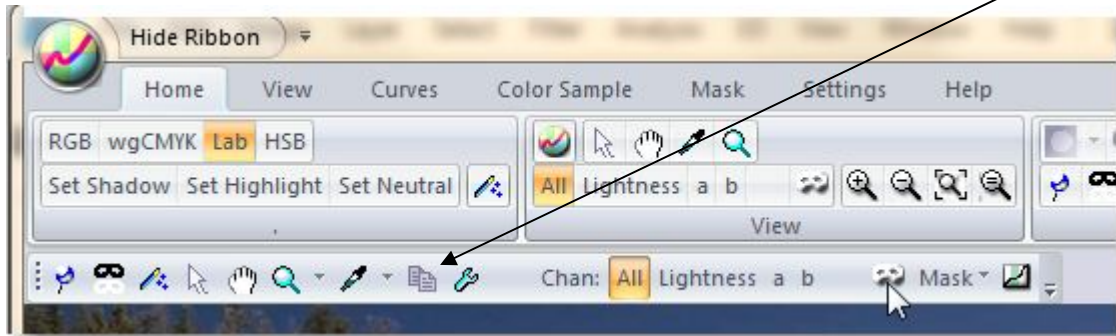 Hide Ribbon
Home View Curves Color Sample Mask Settings Help
RGB wgCMYK Lab HSB
Set Shadow Set Highlight Set Neutral
All Lightness a b
View
Chan: All Lightness a b Mask